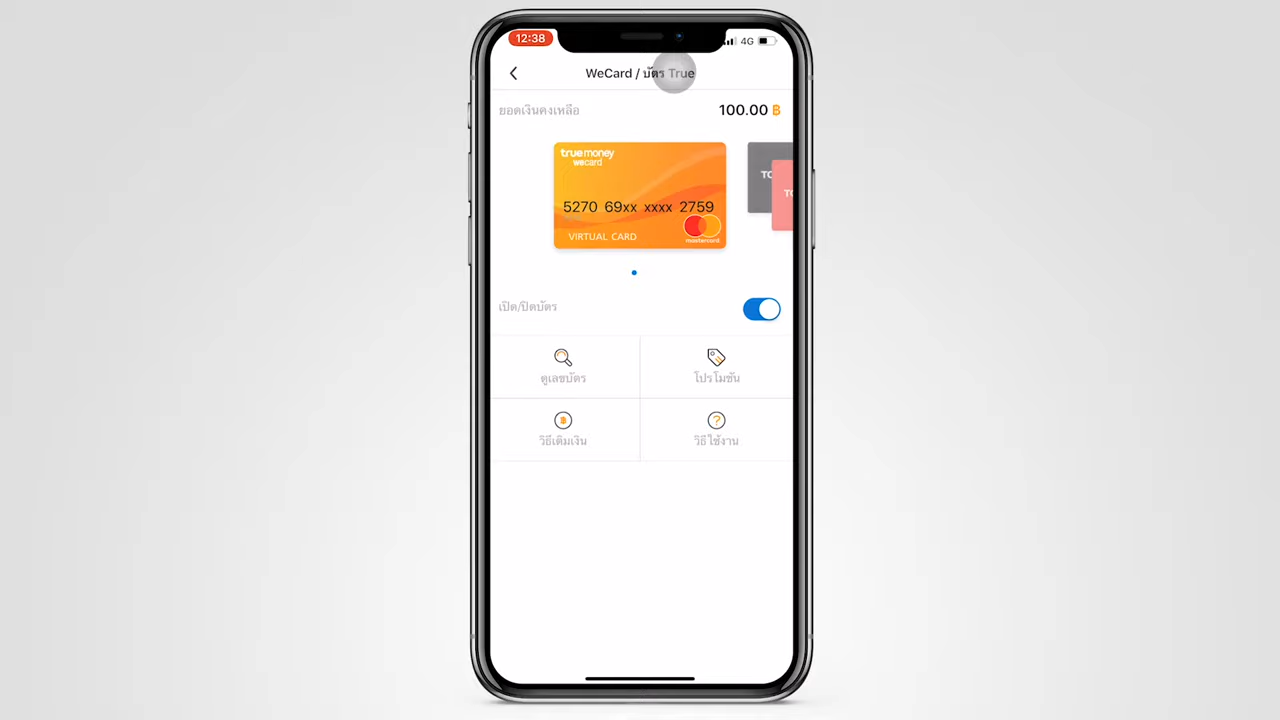 12:38
4G
WeCard / บัตร True
ยอดเงินคงเหลือ
100.00 ฿
truemoney
wecard
5270 69xx xxxx 2759
VIRTUAL CARD
mastercard
เปิด/ปิดบัตร
ดูเลขบัตร
โปรโมชัน
วิธีเติมเงิน
วิธีใช้งาน